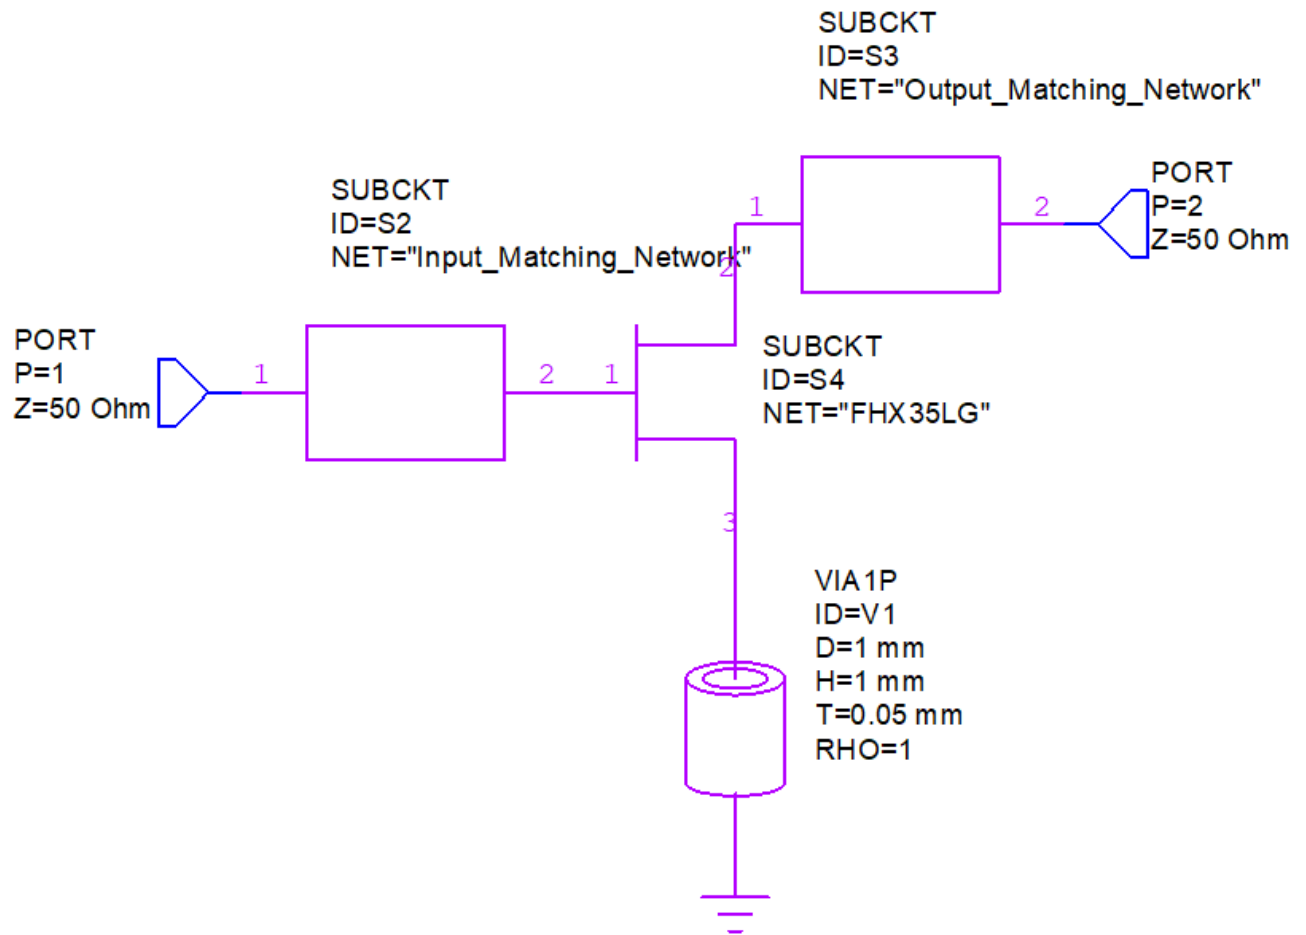 SUBCKT
ID=S3
NET="Output_Matching_Network"
PORT
P=2
Z=50 Ohm
1
2
SUBCKT
ID=S2
NET="Input_Matching_Network"
2
PORT
P=1
Z=50 Ohm
1
2
1
SUBCKT
ID=S4
NET="FHX35LG"
3
VIA1P
ID=V1
D=1 mm
H=1 mm
T=0.05 mm
RHO=1